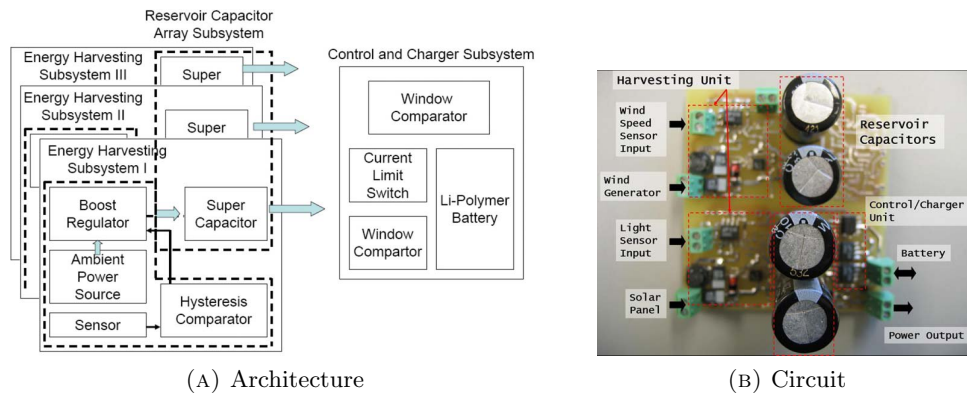 Reservoir Capacitor
Array Subsystem
Energy Harvesting
Subsystem III
Super
Energy Harvesting
Subsystem II
Super
Energy Harvesting
Subsystem I
Boost
Regulator
Super
Capacitor
Ambient
Power
Source
Hysteresis
Comparator
Sensor
Control and Charger Subsystem
Window
Comparator
Current
Limit
Switch
Li-Polymer
Battery
Window
Compartor
(A) Architecture
Harvesting Unit
Wind
Speed
Sensor
Input
Reservoir
Capacitors
Wind
Generator
Control/Charger
Unit
Light
Sensor
Input
Battery
Solar
Panel
Power Output
(B) Circuit